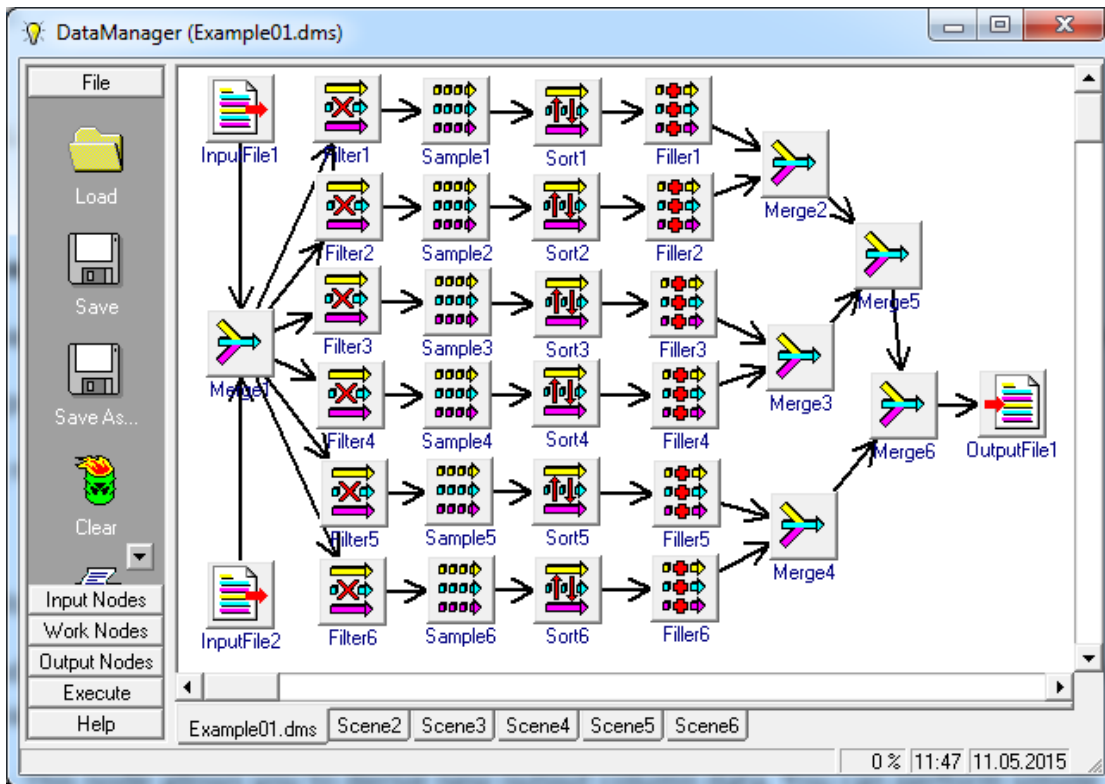 DataManager (Example01.dms)
File
Load
Save
Save As...
Clear
Input Nodes
Work Nodes
Output Nodes
Execute
Help
InputFile1
Filter1
Sample1
Sort1
Filler1
Merge2
Filter2
Sample2
Sort2
Filler2
Merge5
Merge1
Filter3
Sample3
Sort3
Filler3
Merge3
Filter4
Sample4
Sort4
Filler4
Merge6
OutputFile1
Filter5
Sample5
Sort5
Filler5
Merge4
InputFile2
Filter6
Sample6
Sort6
Filler6
Example01.dms
Scene2
Scene3
Scene4
Scene5
Scene6
0 %
11:47
11.05.2015